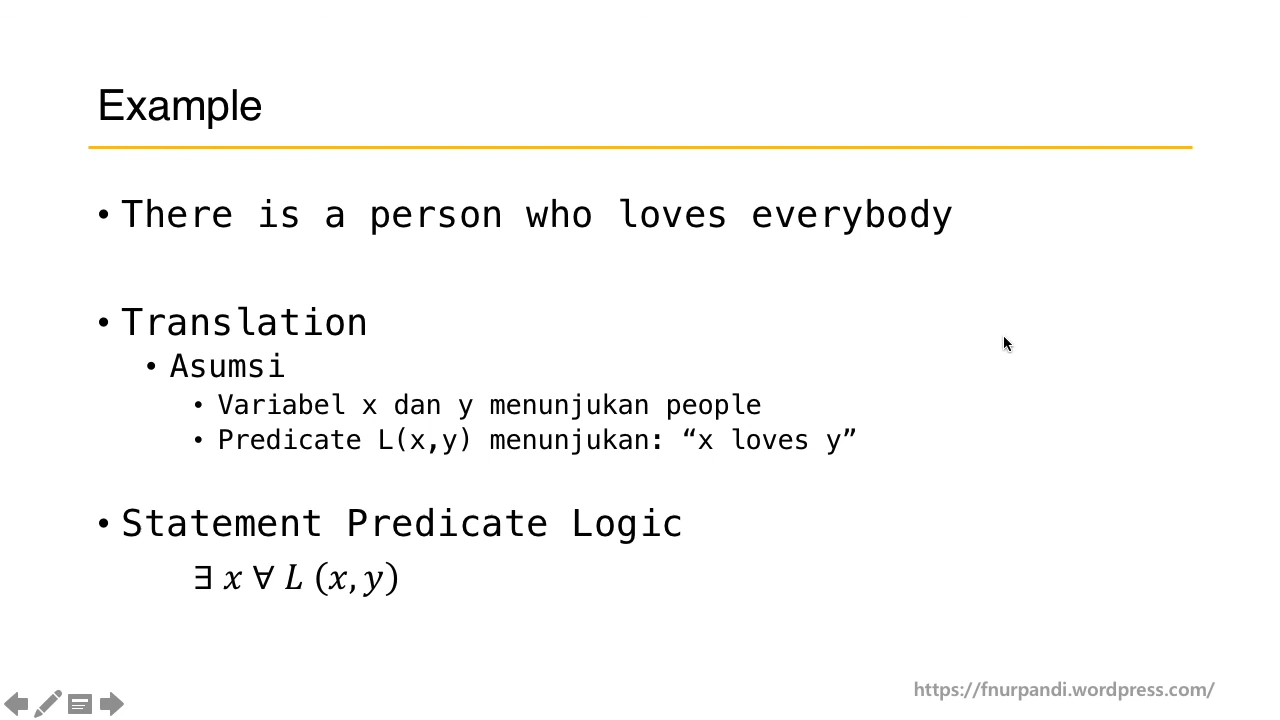 Example
• There is a person who loves everybody
• Translation
• Asumsi
• Variabel x dan y menunjukan people
• Predicate L(x,y) menunjukan: “x loves y”
• Statement Predicate Logic
∃ x ∀ L (x, y)
https://fnurpandi.wordpress.com/